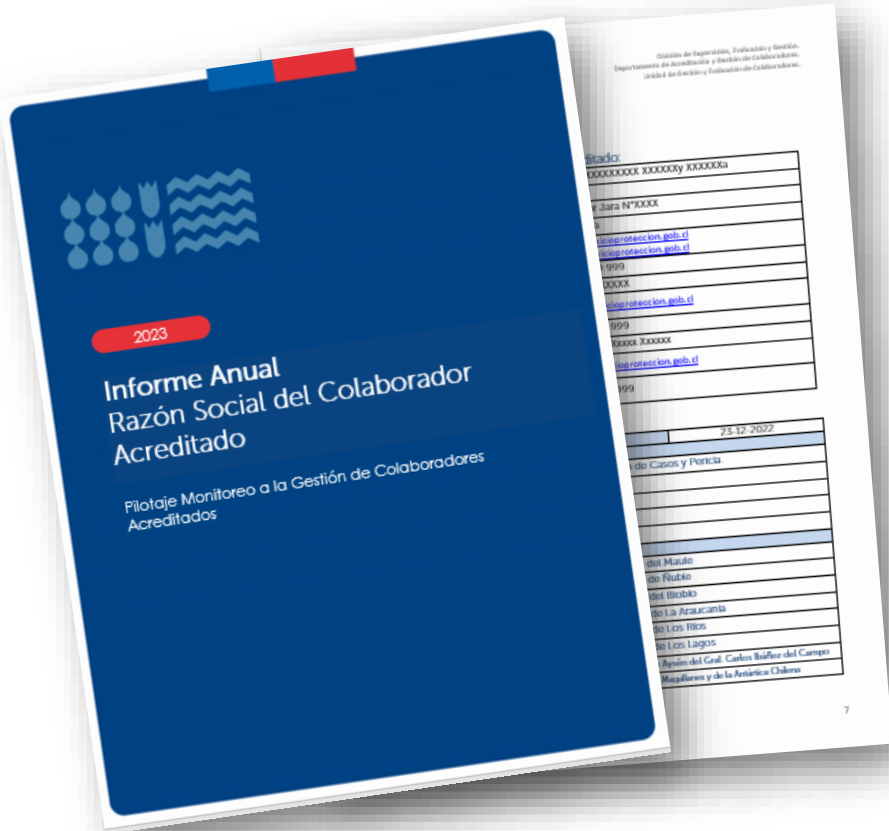 2023
Informe Anual
Razón Social del Colaborador
Acreditado
Pilotaje Monitoreo a la Gestión de Colaboradores
Acreditados
División de Supervisión, Evaluación y Gestión.
Departamento de Acreditación y Gestión de Colaboradores.
Unidad de Gestión y Evaluación de Colaboradores.
itado:
XXXXXXXXX XXXXXXy XXXXXXa
r Jara N°XXXX
a
icioproteccion.gob.cl
icioproteccion.gob.cl
999
XXXX
cioproteccion.gob.cl
999
Xxxxx Xxxxxx
ioproteccion.gob.cl
999
23-12-2022
de Casos y Pericia.
del Maule
de Ñuble
del Biobío
de La Araucanía
de Los Ríos
de Los Lagos
Aysén del Gral. Carlos Ibáñez del Campo
Magallanes y de la Antártica Chilena
7